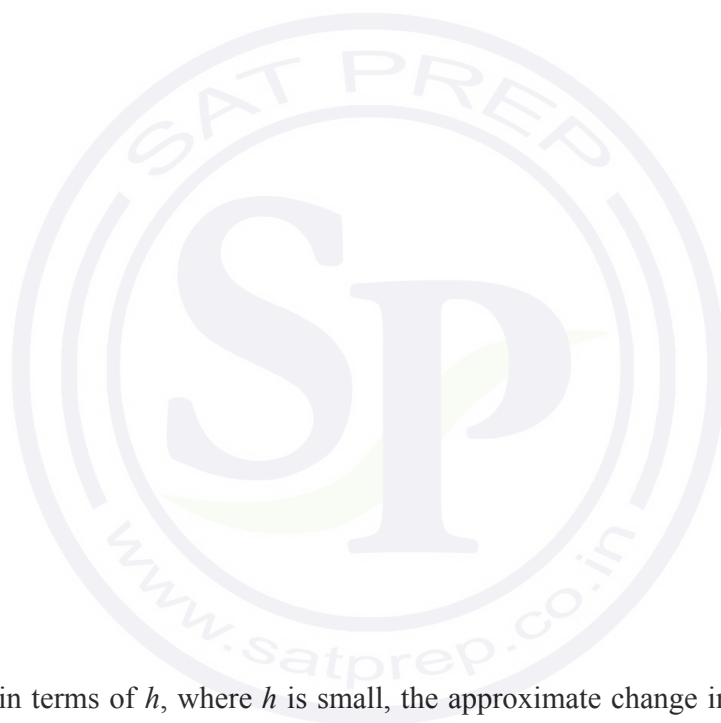 SAT PREP
SP
www.satprep.co.in
in terms of h, where h is small, the approximate change in